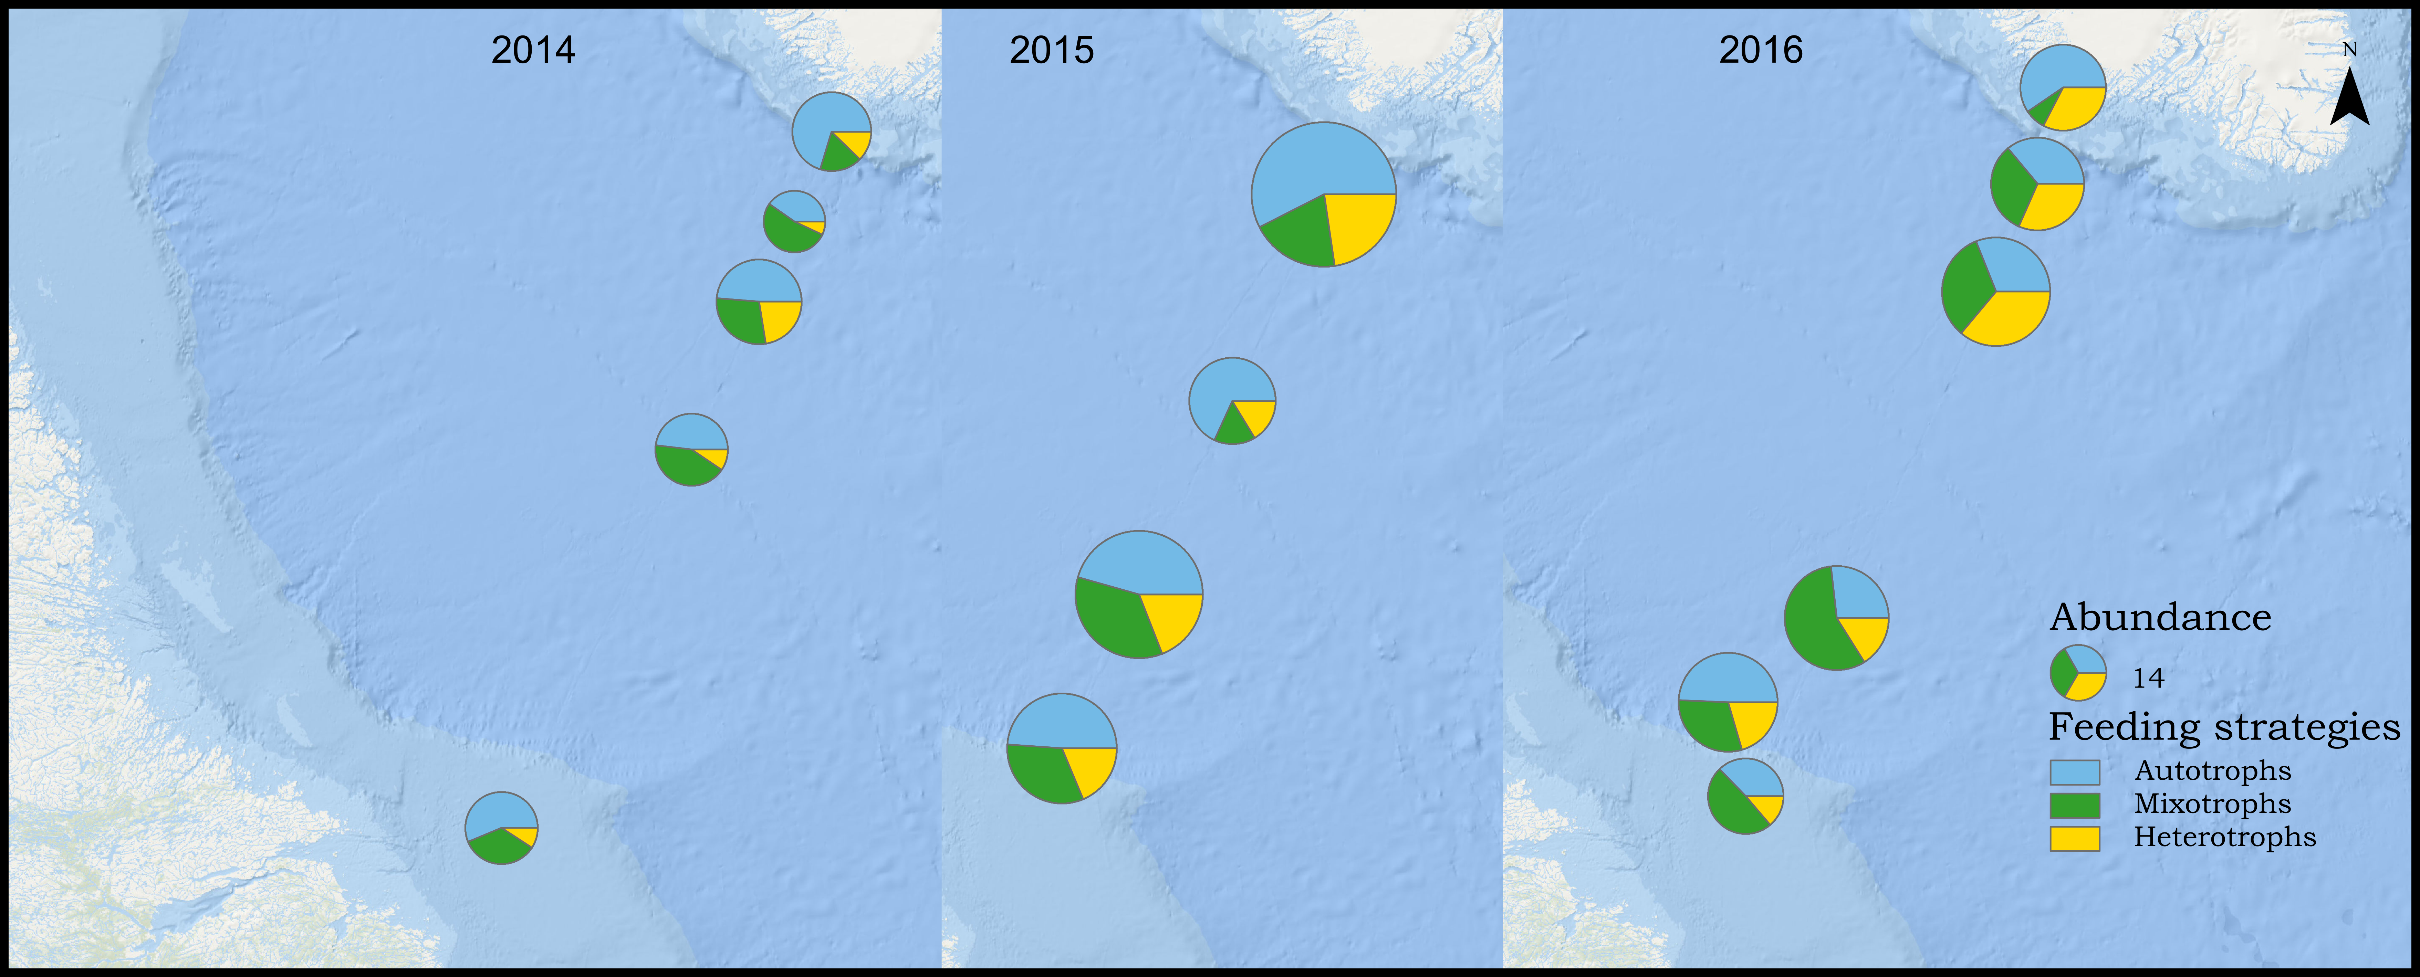 2014
2015
2016
N
Abundance
14
Feeding strategies
Autotrophs
Mixotrophs
Heterotrophs